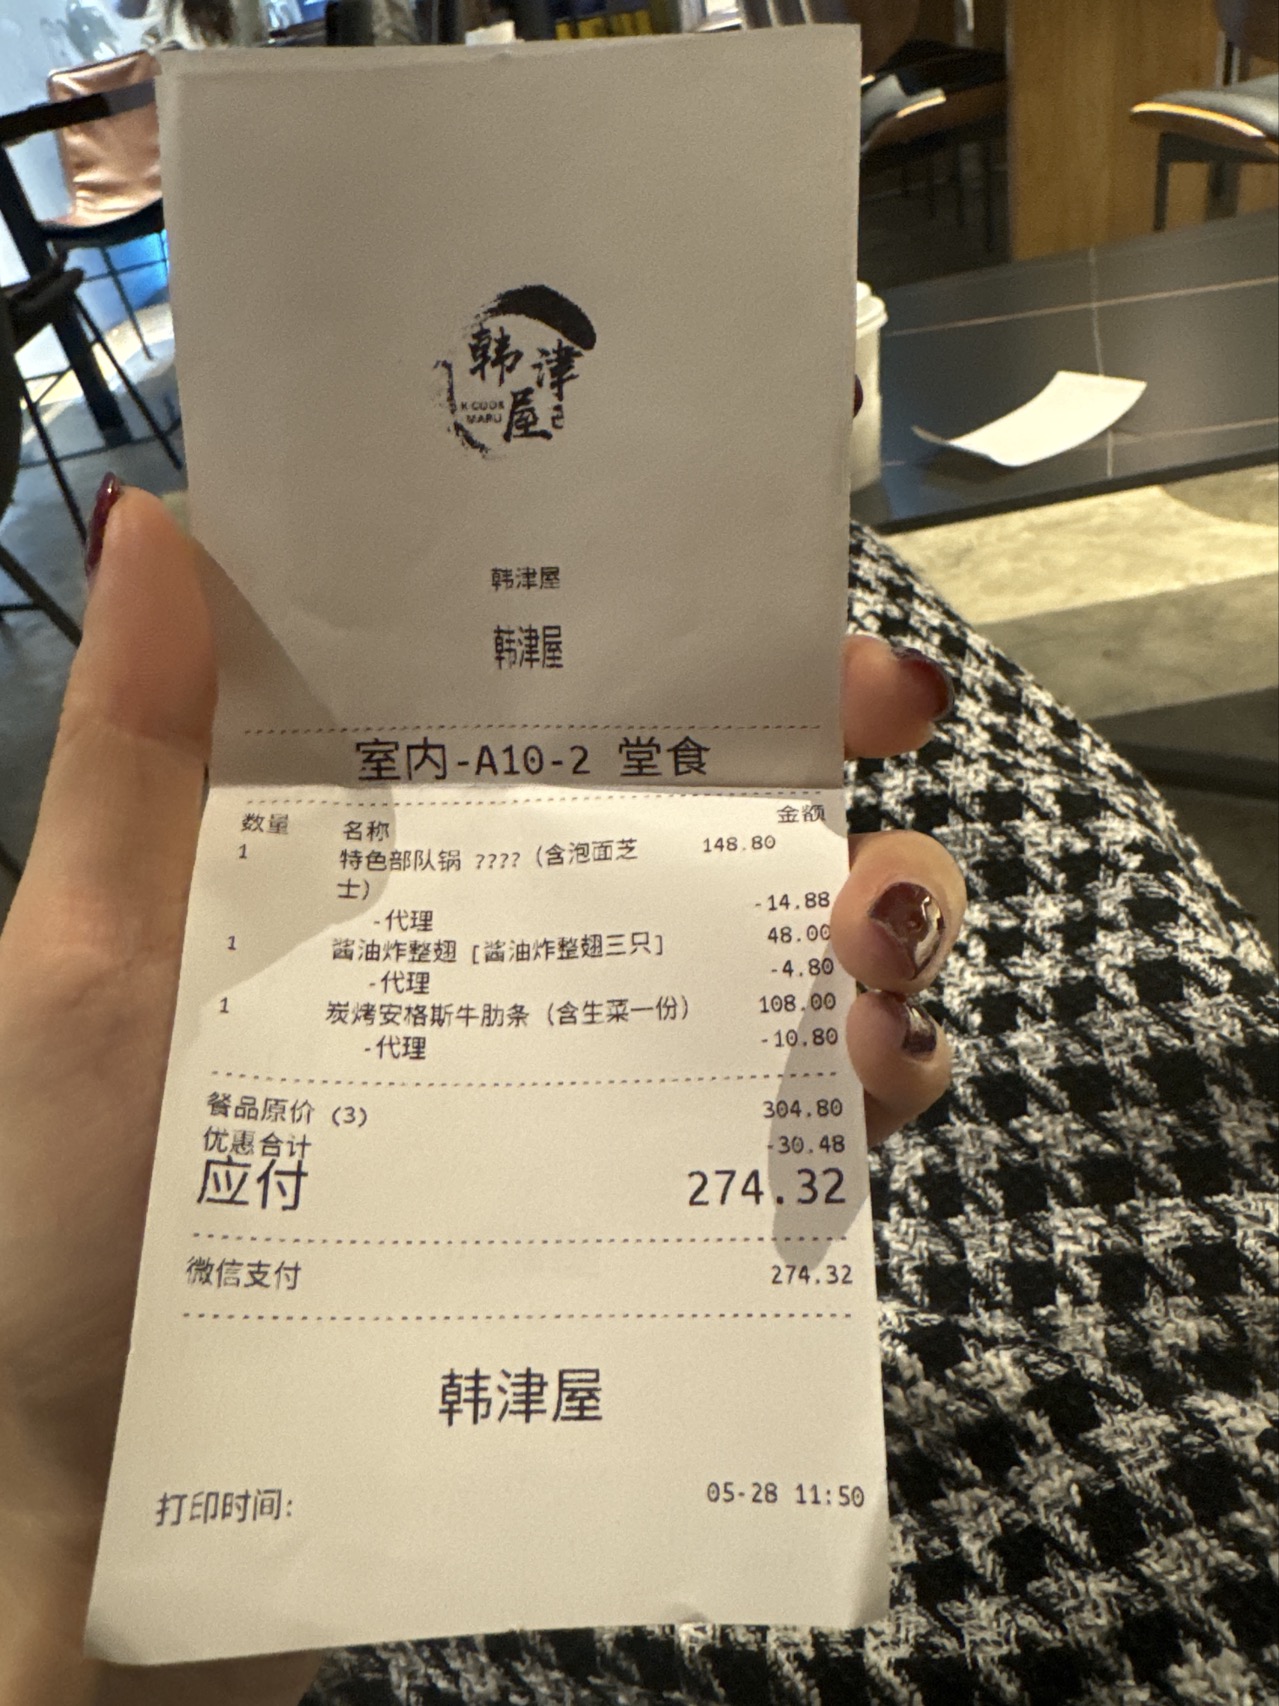 韩津
屋
K-COOK
MARU
韩津屋
韩津屋
室内-A10-2 堂食
数量 名称 金额
1 特色部队锅 ????（含泡面芝 148.80
士）
-代理 -14.88
1 酱油炸整翅 [酱油炸整翅三只] 48.00
-代理 -4.80
1 炭烤安格斯牛肋条（含生菜一份） 108.00
-代理 -10.80
餐品原价 (3) 304.80
优惠合计 -30.48
应付 274.32
微信支付 274.32
韩津屋
打印时间: 05-28 11:50